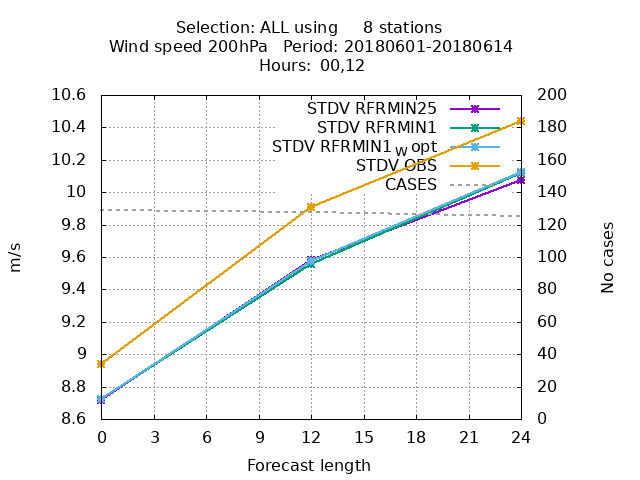 Selection: ALL using 8 stations
Wind speed 200hPa Period: 20180601-20180614
Hours: 00,12
10.6 200
STDV RFRMIN25
10.4 STDV RFRMIN1 180
STDV RFRMIN1 w opt
10.2 STDV OBS 160
10 CASES 140
9.8 120
m/s No cases
9.6 100
9.4 80
9.2 60
9 40
8.8 20
8.6 0
0 3 6 9 12 15 18 21 24
Forecast length